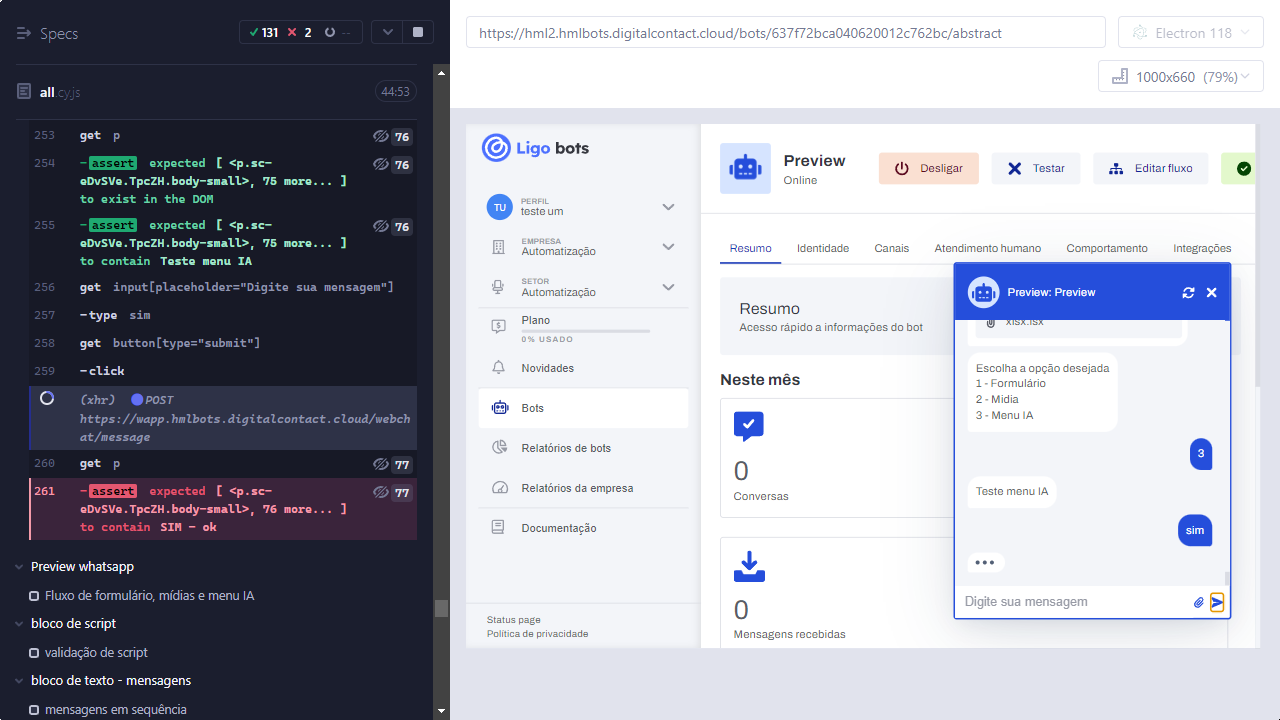 Specs
131
2
--
all.cy.js
44:53
253 get p 76
254 -assert expected [ <p.sc-
eDvSVe.TpcZH.body-small>, 75 more... ]
to exist in the DOM
76
255 -assert expected [ <p.sc-
eDvSVe.TpcZH.body-small>, 75 more... ]
to contain Teste menu IA
76
256 get input[placeholder="Digite sua mensagem"]
257 -type sim
258 get button[type="submit"]
259 -click
(xhr) POST
https://wapp.hmlbots.digitalcontact.cloud/webch
at/message
260 get p 77
261 -assert expected [ <p.sc-
eDvSVe.TpcZH.body-small>, 76 more... ]
to contain SIM - ok
77
Preview whatsapp
Fluxo de formulário, mídias e menu IA
bloco de script
validação de script
bloco de texto - mensagens
mensagens em sequência
https://hml2.hmlbots.digitalcontact.cloud/bots/637f72bca040620012c762bc/abstract
Electron 118
1000x660 (79%)
Ligo bots
TU
PERFIL
teste um
EMPRESA
Automatização
SETOR
Automatização
Plano
0% USADO
Novidades
Bots
Relatórios de bots
Relatórios da empresa
Documentação
Status page
Política de privacidade
Preview
Online
Desligar
Testar
Editar fluxo
Resumo
Identidade
Canais
Atendimento humano
Comportamento
Integrações
Resumo
Acesso rápido a informações do bot
Neste mês
0
Conversas
0
Mensagens recebidas
Preview: Preview
xlsx.lsx
Escolha a opção desejada
1 - Formulário
2 - Midia
3 - Menu IA
3
Teste menu IA
sim
Digite sua mensagem